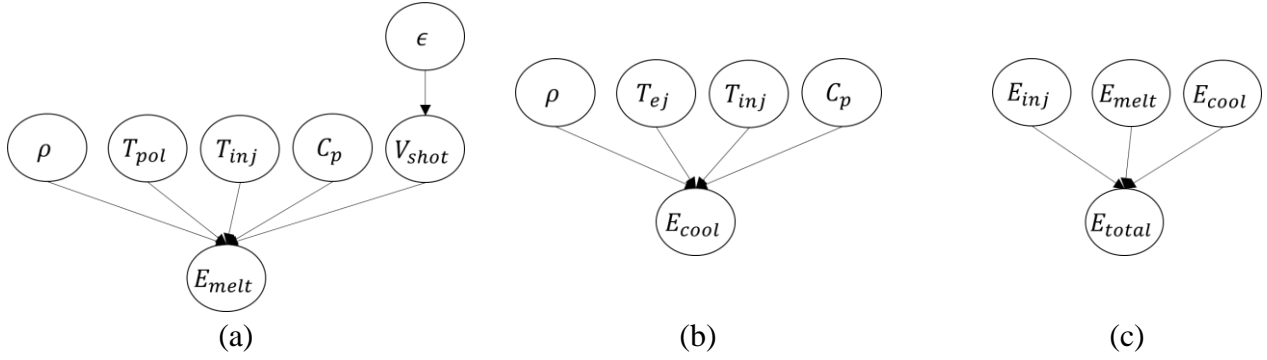 ϵ
ρ T_pol T_inj C_p V_shot
E_melt
(a)
ρ T_ej T_inj C_p
E_cool
(b)
E_inj E_melt E_cool
E_total
(c)